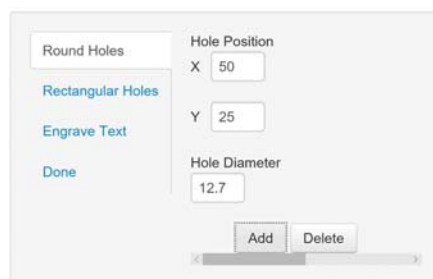 Round Holes
Rectangular Holes
Engrave Text
Done
Hole Position
X 50
Y 25
Hole Diameter
12.7
Add Delete